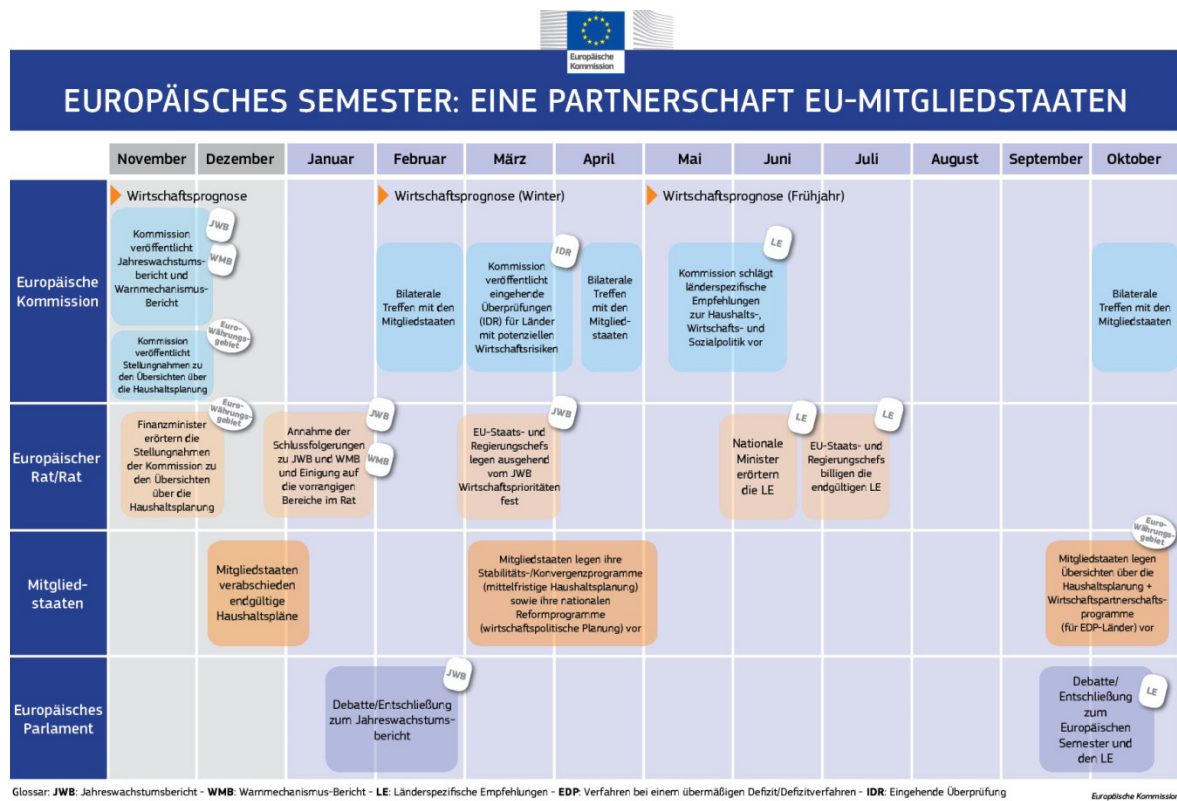 Europäische
Kommission
EUROPÄISCHES SEMESTER: EINE PARTNERSCHAFT EU-MITGLIEDSTAATEN
November
Dezember
Januar
Februar
März
April
Mai
Juni
Juli
August
September
Oktober
Europäische
Kommission
Wirtschaftsprognose
Wirtschaftsprognose (Winter)
Wirtschaftsprognose (Frühjahr)
Kommission
veröffentlicht
Jahreswachstums-
bericht und
Warnmechanismus-
Bericht
JWB
WMB
Kommission
veröffentlicht
Stellungnahmen zu
den Übersichten über
die Haushaltsplanung
Euro-
Währungs-
gebiet
Bilaterale
Treffen mit den
Mitgliedstaaten
Kommission
veröffentlicht
eingehende
Überprüfungen
(IDR) für Länder
mit potenziellen
Wirtschaftsrisiken
IDR
Bilaterale
Treffen
mit den
Mitglied-
staaten
Kommission schlägt
länderspezifische
Empfehlungen
zur Haushalts-,
Wirtschafts- und
Sozialpolitik vor
LE
Bilaterale
Treffen mit den
Mitgliedstaaten
Europäischer
Rat/Rat
Finanzminister
erörtern die
Stellungnahmen
der Kommission zu
den Übersichten
über die
Haushaltsplanung
Euro-
Währungs-
gebiet
Annahme der
Schlussfolgerungen
zu JWB und WMB
und Einigung auf
die vorrangigen
Bereiche im Rat
JWB
WMB
EU-Staats- und
Regierungschefs
legen ausgehend
vom JWB
Wirtschaftsprioritäten
fest
JWB
Nationale
Minister
erörtern
die LE
LE
EU-Staats- und
Regierungschefs
billigen die
endgültigen LE
LE
Mitglied-
staaten
Mitgliedstaaten
verabschieden
endgültige
Haushaltspläne
Mitgliedstaaten legen ihre
Stabilitäts-/Konvergenzprogramme
(mittelfristige Haushaltsplanung)
sowie ihre nationalen
Reformprogramme
(wirtschaftspolitische Planung) vor
Euro-
Währungs-
gebiet
Mitgliedstaaten legen
Übersichten über die
Haushaltsplanung +
Wirtschaftspartnerschafts-
programme
(für EDP-Länder) vor
Europäisches
Parlament
Debatte/Entschließung
zum Jahreswachstums-
bericht
JWB
Debatte/
Entschließung
zum
Europäischen
Semester und
den LE
LE
Glossar: JWB: Jahreswachstumsbericht - WMB: Warnmechanismus-Bericht - LE: Länderspezifische Empfehlungen - EDP: Verfahren bei einem übermäßigen Defizit/Defizitverfahren - IDR: Eingehende Überprüfung
Europäische Kommission